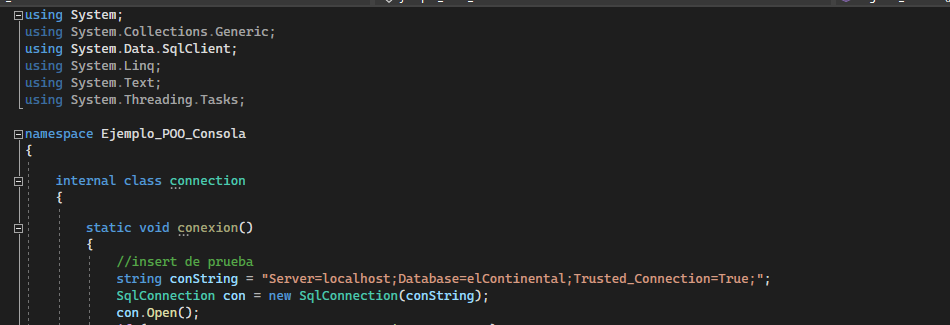 using System;
using System.Collections.Generic;
using System.Data.SqlClient;
using System.Linq;
using System.Text;
using System.Threading.Tasks;
namespace Ejemplo_POO_Consola
{
internal class connection
{
static void conexion()
{
//insert de prueba
string conString = "Server=localhost;Database=elContinental;Trusted_Connection=True;";
SqlConnection con = new SqlConnection(conString);
con.Open();